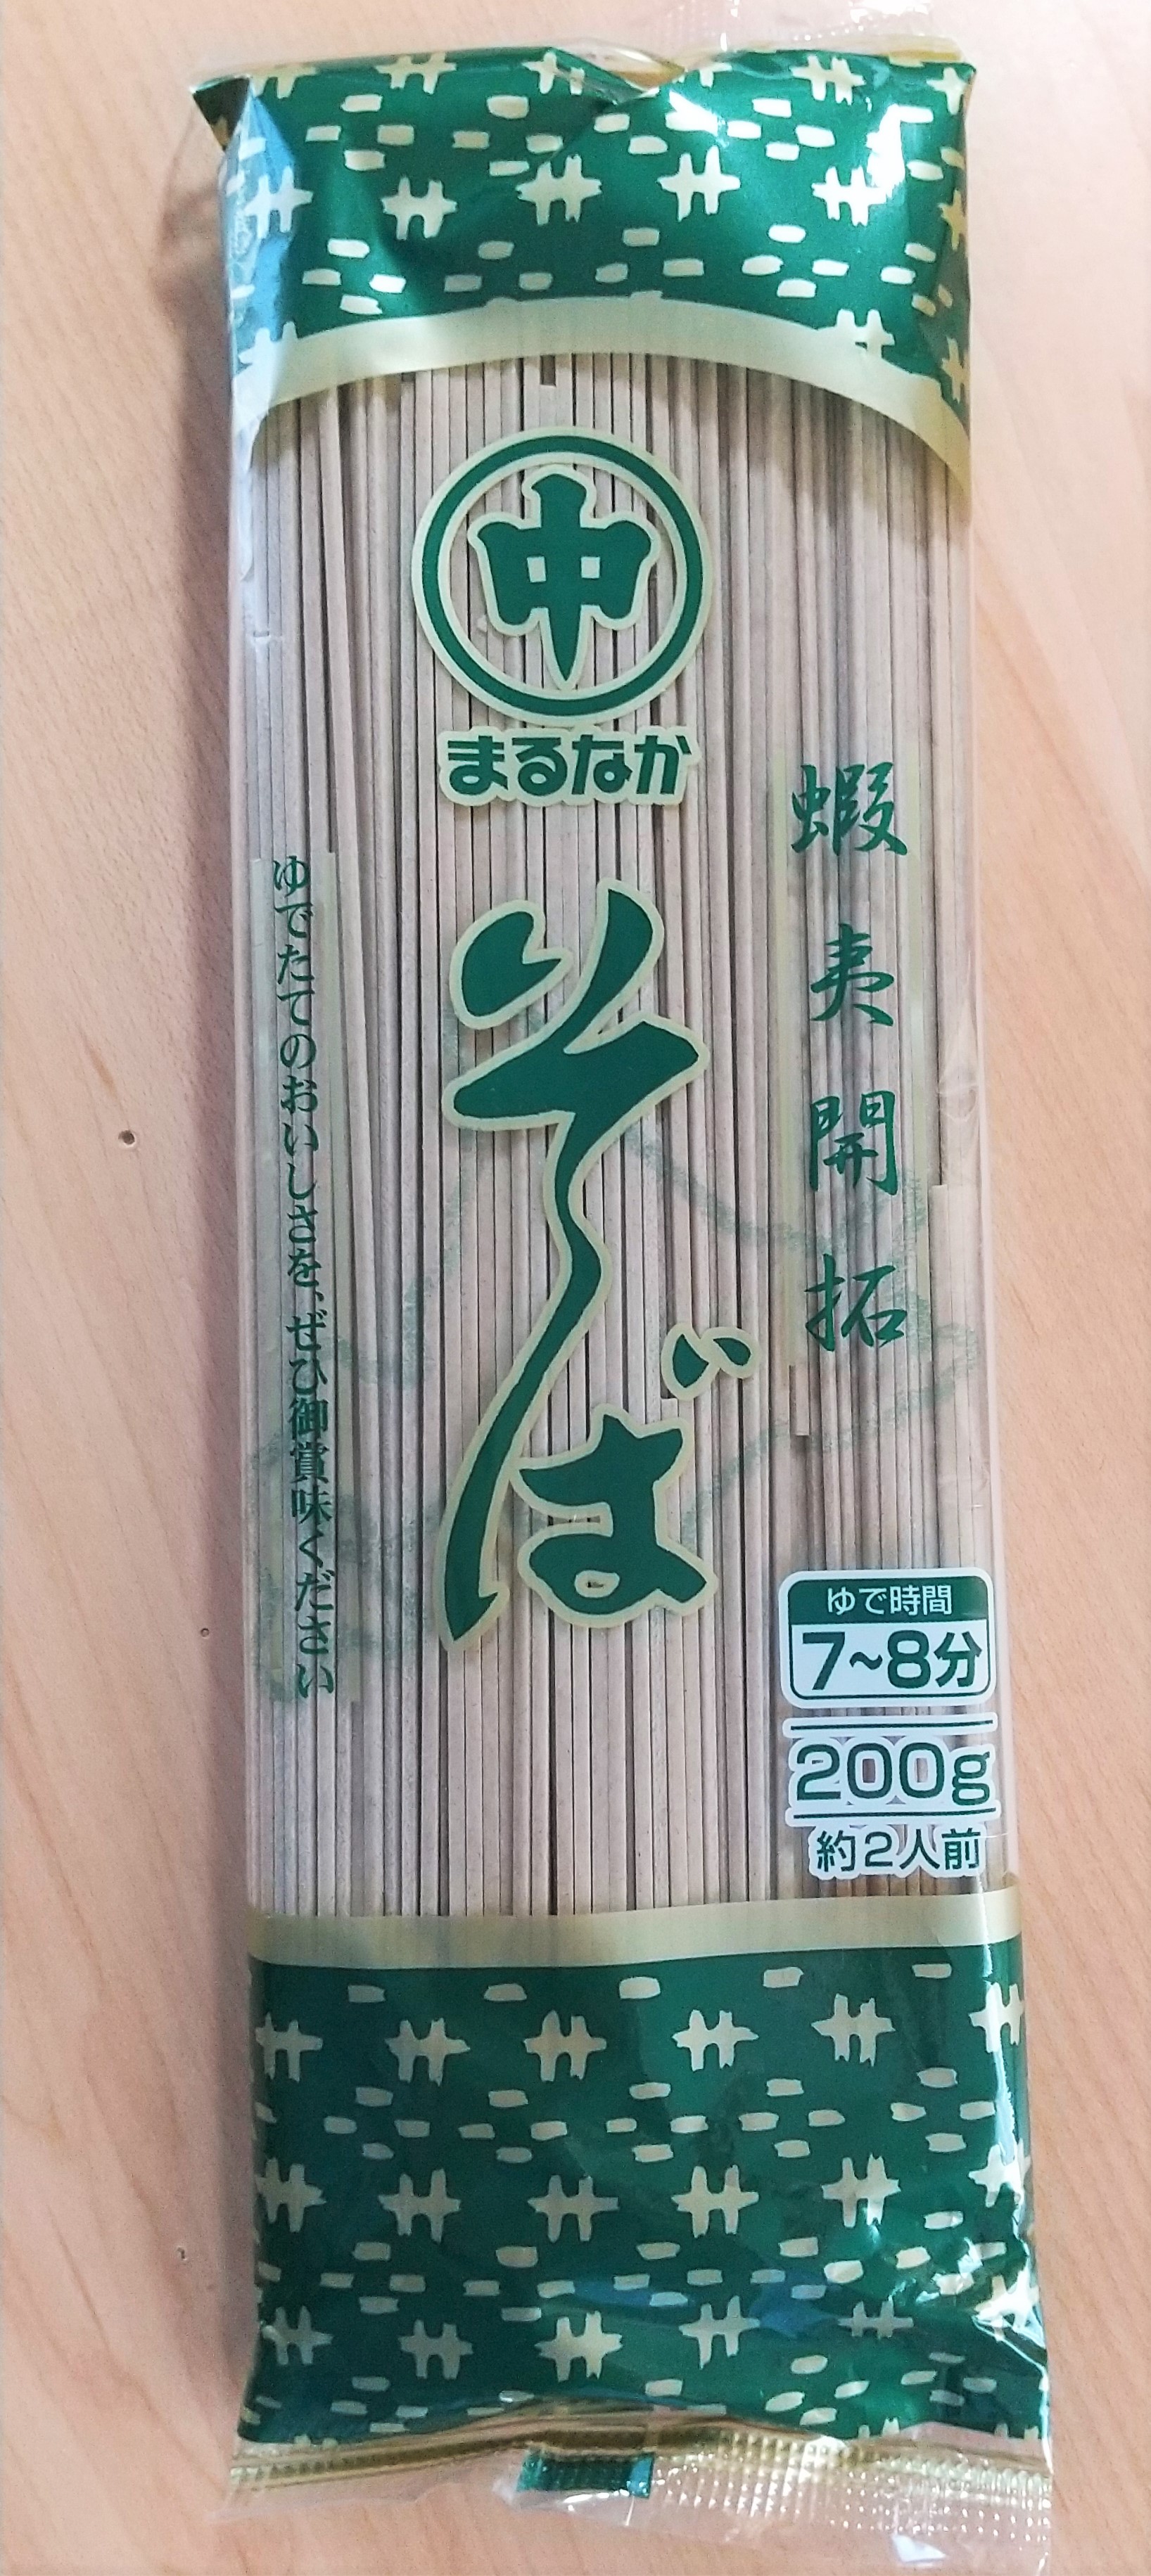 中
まるなか
蝦夷開拓
そば
ゆでたてのおいしさを、ぜひ御賞味ください
ゆで時間
7~8分
200g
約2人前